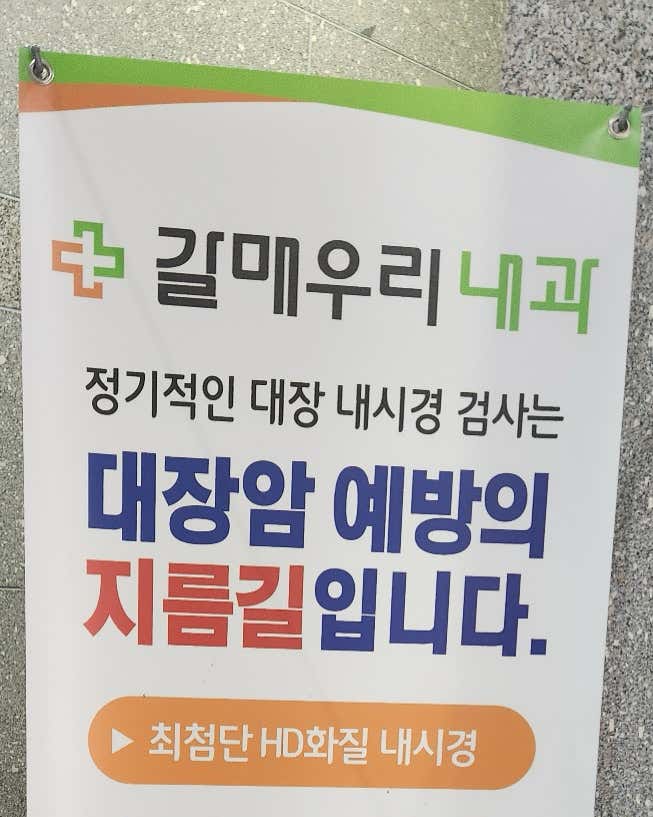 갈매우리 내과
정기적인 대장 내시경 검사는
대장암 예방의
지름길입니다.
▶ 최첨단 HD화질 내시경